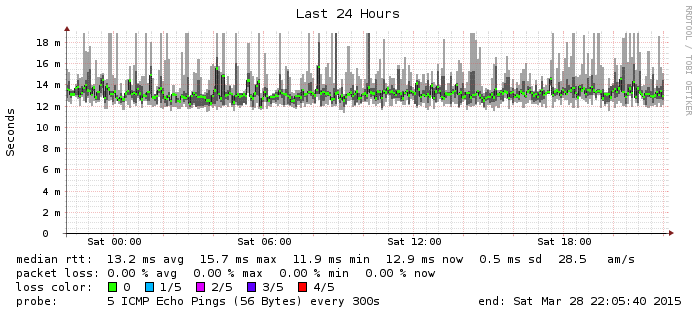 Last 24 Hours
RRDTOOL / TOBI OETIKER
Seconds
18 m
16 m
14 m
12 m
10 m
8 m
6 m
4 m
2 m
0
Sat 00:00 Sat 06:00 Sat 12:00 Sat 18:00
median rtt: 13.2 ms avg 15.7 ms max 11.9 ms min 12.9 ms now 0.5 ms sd 28.5 am/s
packet loss: 0.00 % avg 0.00 % max 0.00 % min 0.00 % now
loss color: 0 1/5 2/5 3/5 4/5
probe: 5 ICMP Echo Pings (56 Bytes) every 300s end: Sat Mar 28 22:05:40 2015